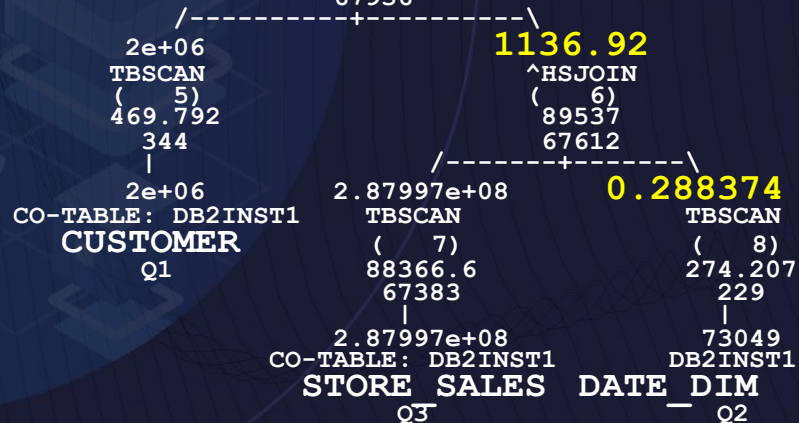 67956
/----------+----------\
2e+06 1136.92
TBSCAN ^HSJOIN
( 5) ( 6)
469.792 89537
344 67612
| /-------+-------\
2e+06 2.87997e+08 0.288374
CO-TABLE: DB2INST1 TBSCAN TBSCAN
CUSTOMER ( 7) ( 8)
Q1 88366.6 274.207
67383 229
| |
2.87997e+08 73049
CO-TABLE: DB2INST1 DB2INST1
STORE_SALES DATE_DIM
Q3 Q2